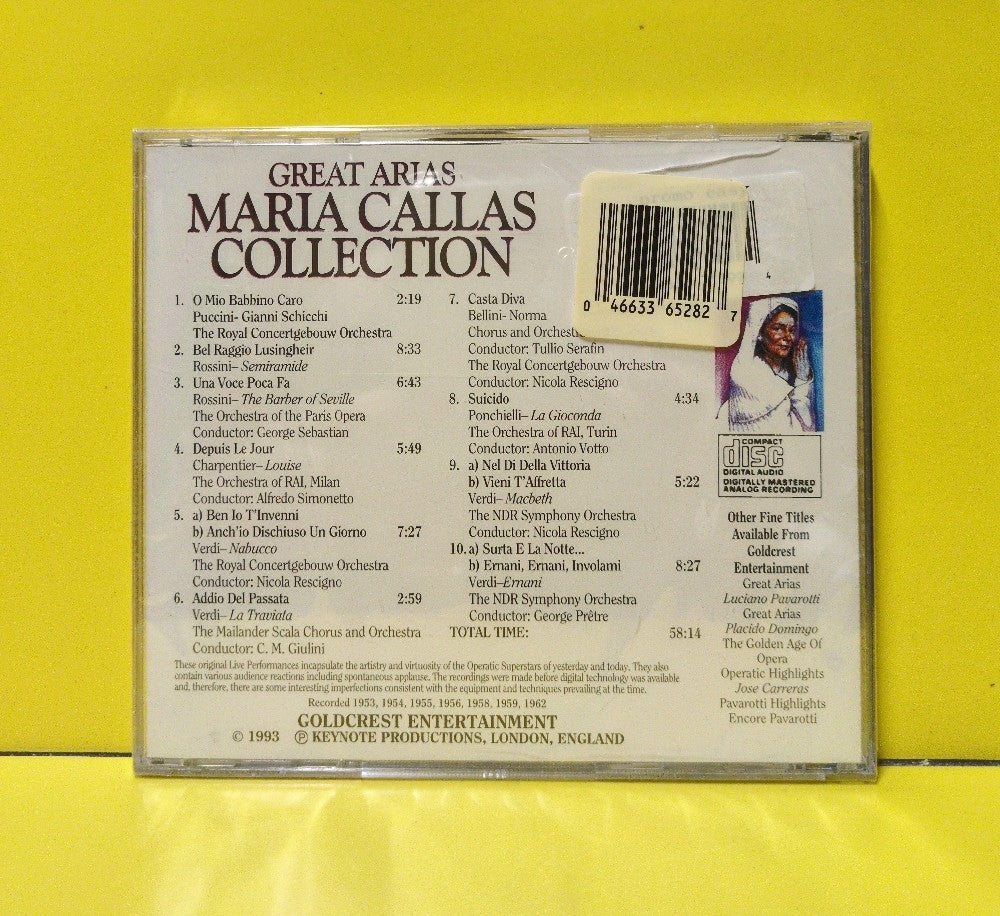 GREAT ARIAS
MARIA CALLAS
COLLECTION
1. O Mio Babbino Caro 2:19
Puccini- Gianni Schicchi
The Royal Concertgebouw Orchestra
2. Bel Raggio Lusingheir 8:33
Rossini– Semiramide
3. Una Voce Poca Fa 6:43
Rossini– The Barber of Seville
The Orchestra of the Paris Opera
Conductor: George Sebastian
4. Depuis Le Jour 5:49
Charpentier– Louise
The Orchestra of RAI, Milan
Conductor: Alfredo Simonetto
5. a) Ben Io T'Invenni
b) Anch'io Dischiuso Un Giorno 7:27
Verdi– Nabucco
The Royal Concertgebouw Orchestra
Conductor: Nicola Rescigno
6. Addio Del Passata 2:59
Verdi– La Traviata
The Mailander Scala Chorus and Orchestra
Conductor: C. M. Giulini
7. Casta Diva
Bellini- Norma
Chorus and
Conductor: Tullio Serafin
The Royal Concertgebouw Orchestra
Conductor: Nicola Rescigno
8. Suicido 4:34
Ponchielli– La Gioconda
The Orchestra of RAI, Turin
Conductor: Antonio Votto
9. a) Nel Di Della Vittoria
b) Vieni T'Affretta 5:22
Verdi– Macbeth
The NDR Symphony Orchestra
Conductor: Nicola Rescigno
10. a) Surta E La Notte...
b) Ernani, Ernani, Involami 8:27
Verdi–Ernani
The NDR Symphony Orchestra
Conductor: George Prêtre
TOTAL TIME: 58:14
0 46633 65282 7
4
COMPACT
disc
DIGITAL AUDIO
DIGITALLY MASTERED
ANALOG RECORDING
Other Fine Titles
Available From
Goldcrest
Entertainment
Great Arias
Luciano Pavarotti
Great Arias
Placido Domingo
The Golden Age Of
Opera
Operatic Highlights
Jose Carreras
Pavarotti Highlights
Encore Pavarotti
These original Live Performances incapsulate the artistry and virtuosity of the Operatic Superstars of yesterday and today. They also
contain various audience reactions including spontaneous applause. The recordings were made before digital technology was available
and, therefore, there are some interesting imperfections consistent with the equipment and techniques prevailing at the time.
Recorded 1953, 1954, 1955, 1956, 1958, 1959, 1962
GOLDCREST ENTERTAINMENT
© 1993 ℗ KEYNOTE PRODUCTIONS, LONDON, ENGLAND